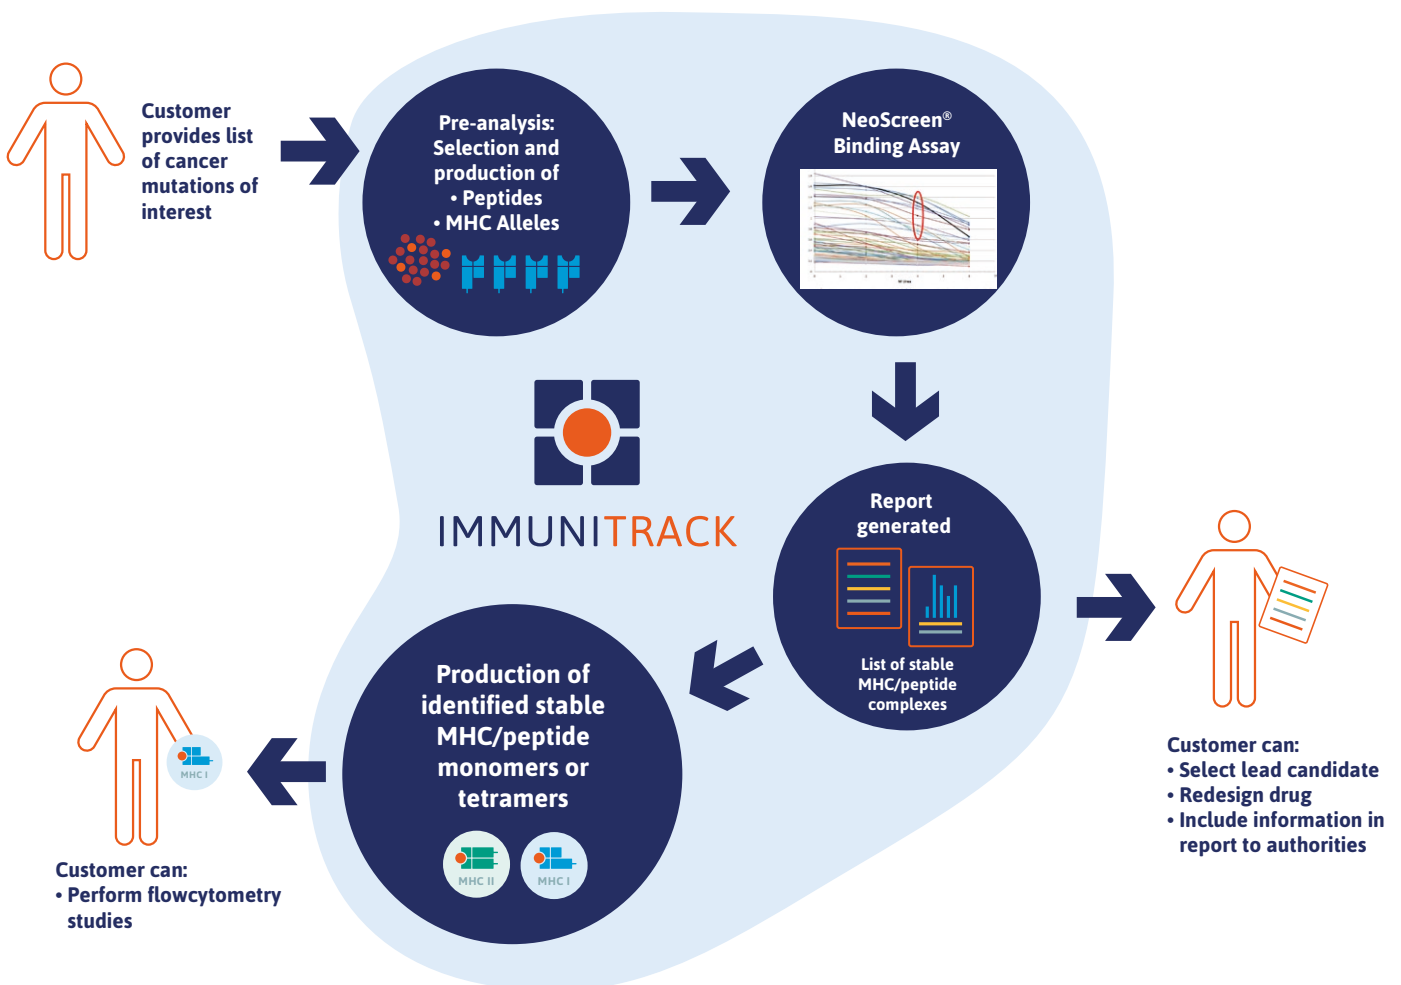 Customer
provides list
of cancer
mutations of
interest
Pre-analysis:
Selection and
production of
• Peptides
• MHC Alleles
NeoScreen®
Binding Assay
IMMUNITRACK
Report
generated
List of stable
MHC/peptide
complexes
Customer can:
• Select lead candidate
• Redesign drug
• Include information in
report to authorities
Production of
identified stable
MHC/peptide
monomers or
tetramers
MHC II
MHC I
MHC I
Customer can:
• Perform flowcytometry
studies